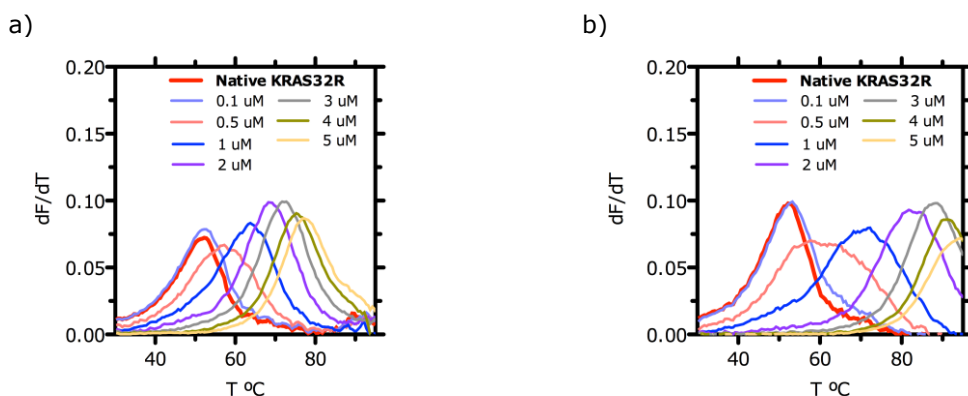 a)
b)
0.20
0.15
0.10
0.05
0.00
dF/dT
Native KRAS32R
0.1 uM
3 uM
0.5 uM
4 uM
1 uM
5 uM
2 uM
40
60
80
T ºC
0.20
0.15
0.10
0.05
0.00
dF/dT
Native KRAS32R
0.1 uM
3 uM
0.5 uM
4 uM
1 uM
5 uM
2 uM
40
60
80
T ºC